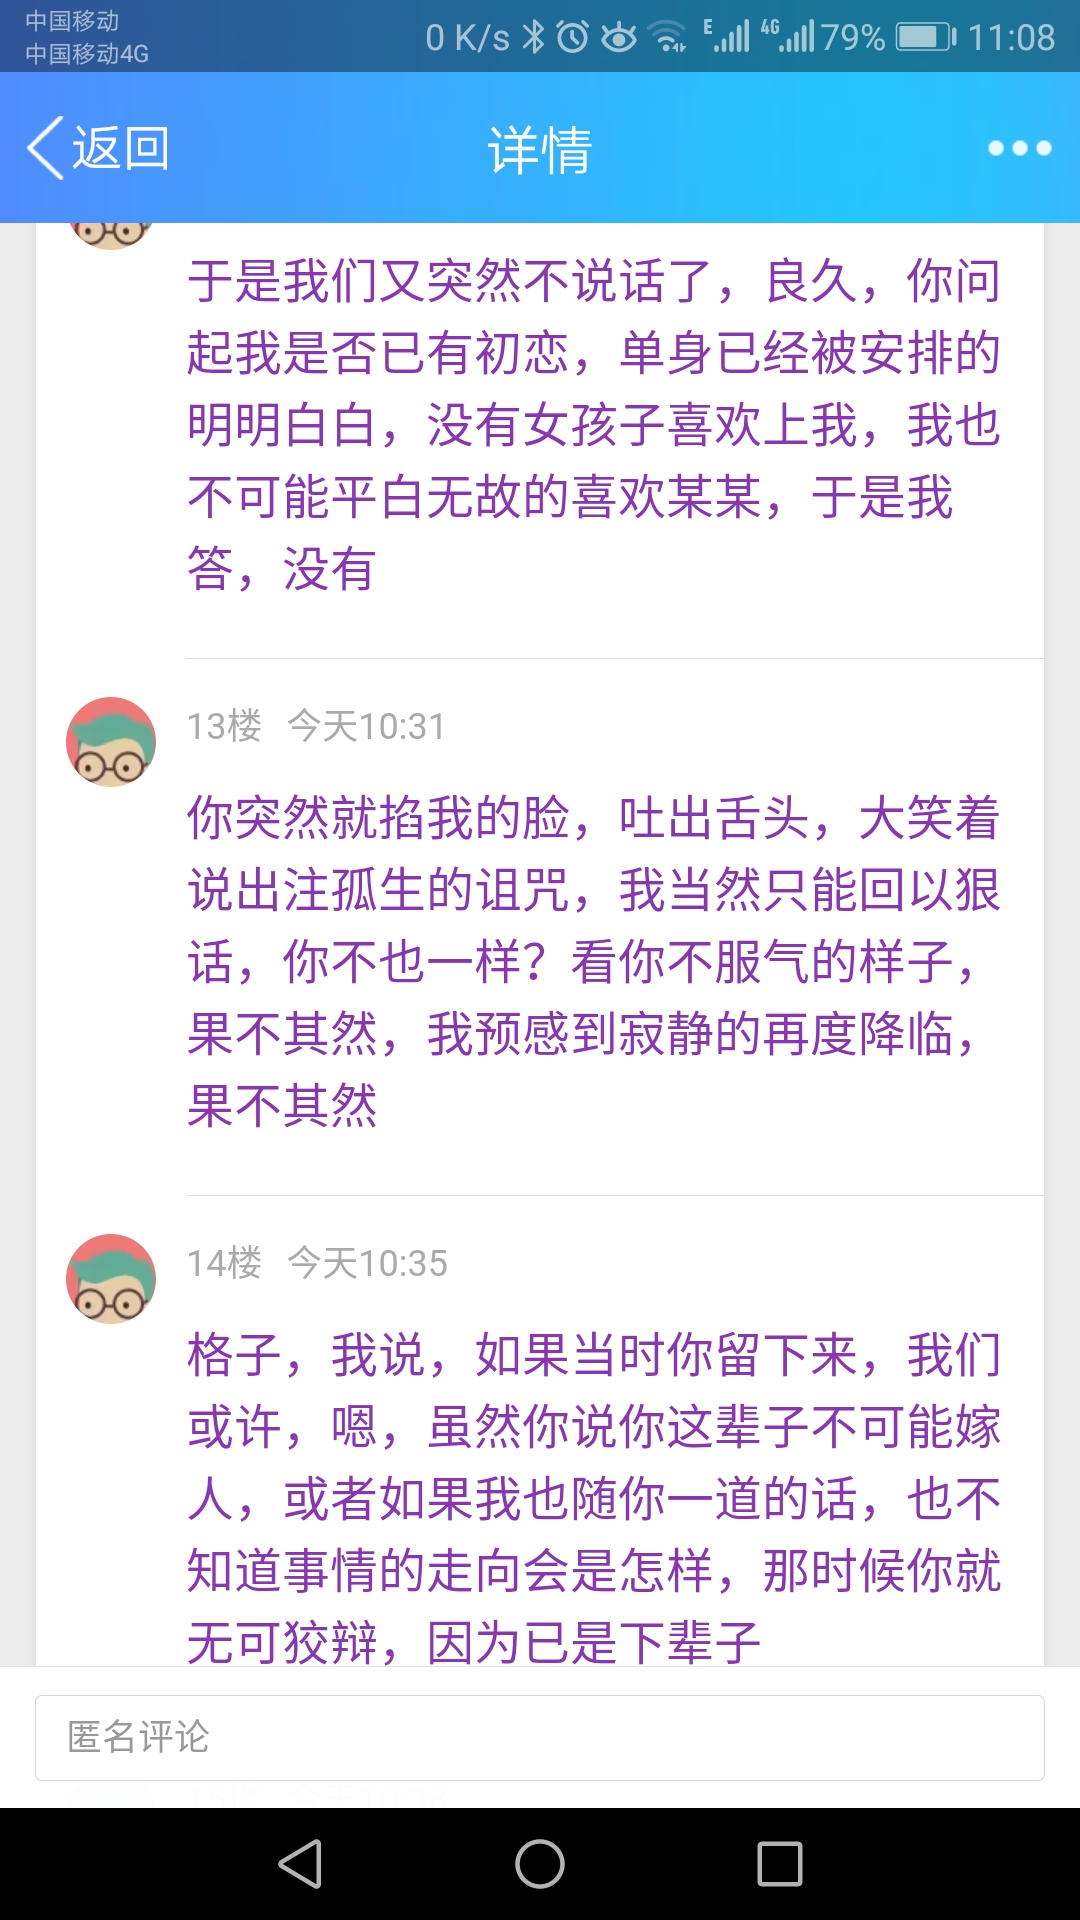 中国移动
中国移动4G
0 K/s
E
4G
79%
11:08
返回
详情
于是我们又突然不说话了，良久，你问
起我是否已有初恋，单身已经被安排的
明明白白，没有女孩子喜欢上我，我也
不可能平白无故的喜欢某某，于是我
答，没有
13楼 今天10:31
你突然就掐我的脸，吐出舌头，大笑着
说出注孤生的诅咒，我当然只能回以狠
话，你不也一样？看你不服气的样子，
果不其然，我预感到寂静的再度降临，
果不其然
14楼 今天10:35
格子，我说，如果当时你留下来，我们
或许，嗯，虽然你说你这辈子不可能嫁
人，或者如果我也随你一道的话，也不
知道事情的走向会是怎样，那时候你就
无可狡辩，因为已是下辈子
匿名评论